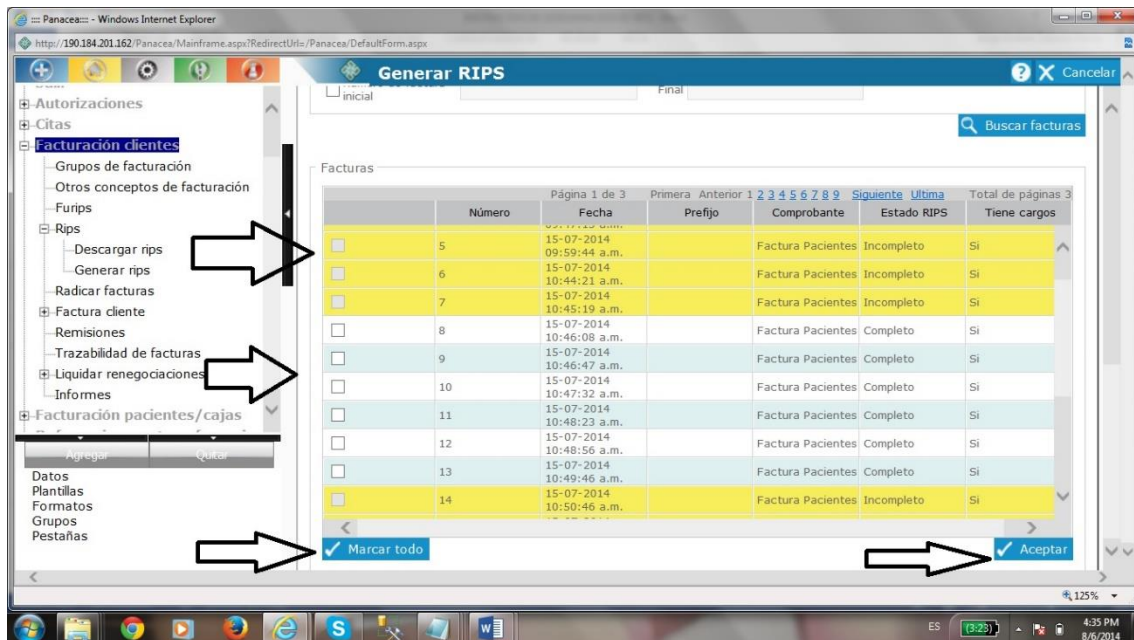 :::: Panacea:::: - Windows Internet Explorer
http://190.184.201.162/Panacea/Mainframe.aspx?RedirectUrl=/Panacea/DefaultForm.aspx
Generar RIPS
Cancelar
Autorizaciones
Citas
Facturación clientes
Grupos de facturación
Otros conceptos de facturación
Furips
Rips
Descargar rips
Generar rips
Radicar facturas
Factura cliente
Remisiones
Trazabilidad de facturas
Liquidar renegociaciones
Informes
Facturación pacientes/cajas
Agregar Quitar
Datos
Plantillas
Formatos
Grupos
Pestañas
inicial Final
Buscar facturas
Facturas
Página 1 de 3 Primera Anterior 1 2 3 4 5 6 7 8 9 Siguiente Ultima Total de páginas 3
Número Fecha Prefijo Comprobante Estado RIPS Tiene cargos
5 15-07-2014 09:59:44 a.m. Factura Pacientes Incompleto Si
6 15-07-2014 10:44:21 a.m. Factura Pacientes Incompleto Si
7 15-07-2014 10:45:19 a.m. Factura Pacientes Incompleto Si
8 15-07-2014 10:46:08 a.m. Factura Pacientes Completo Si
9 15-07-2014 10:46:47 a.m. Factura Pacientes Completo Si
10 15-07-2014 10:47:32 a.m. Factura Pacientes Completo Si
11 15-07-2014 10:48:23 a.m. Factura Pacientes Completo Si
12 15-07-2014 10:48:56 a.m. Factura Pacientes Completo Si
13 15-07-2014 10:49:46 a.m. Factura Pacientes Completo Si
14 15-07-2014 10:50:46 a.m. Factura Pacientes Incompleto Si
Marcar todo Aceptar
125%
ES (3:23) 4:35 PM
8/6/2014